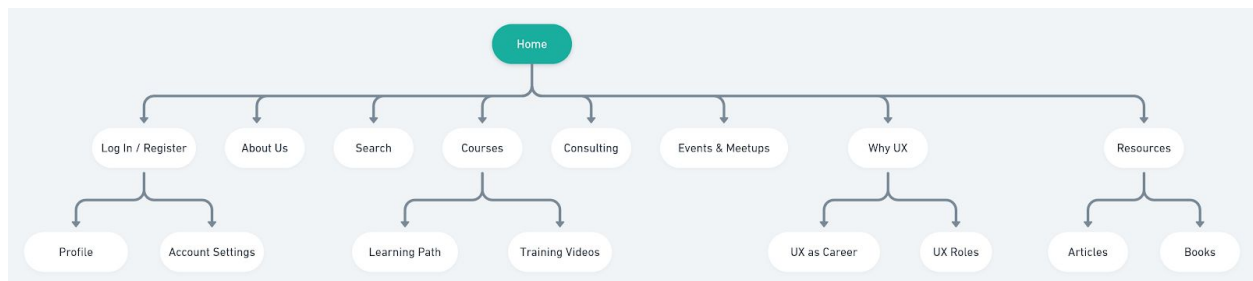 Home
Log In / Register
About Us
Search
Courses
Consulting
Events & Meetups
Why UX
Resources
Profile
Account Settings
Learning Path
Training Videos
UX as Career
UX Roles
Articles
Books